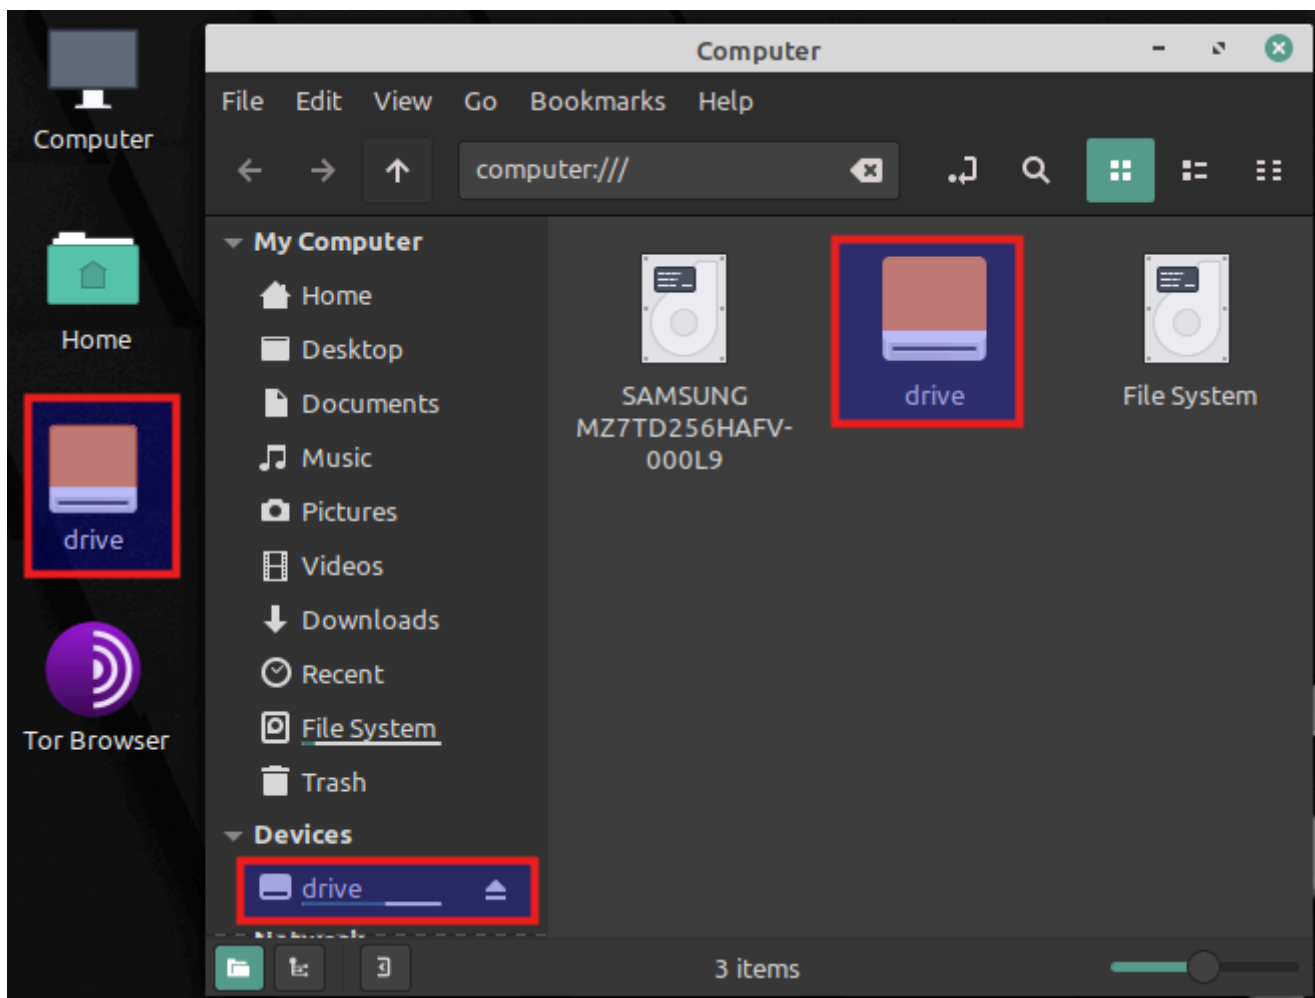 Computer
File Edit View Go Bookmarks Help
computer:///
Computer
Home
drive
Tor Browser
My Computer
Home
Desktop
Documents
Music
Pictures
Videos
Downloads
Recent
File System
Trash
Devices
drive
SAMSUNG
MZ7TD256HAFV-
000L9
drive
File System
3 items